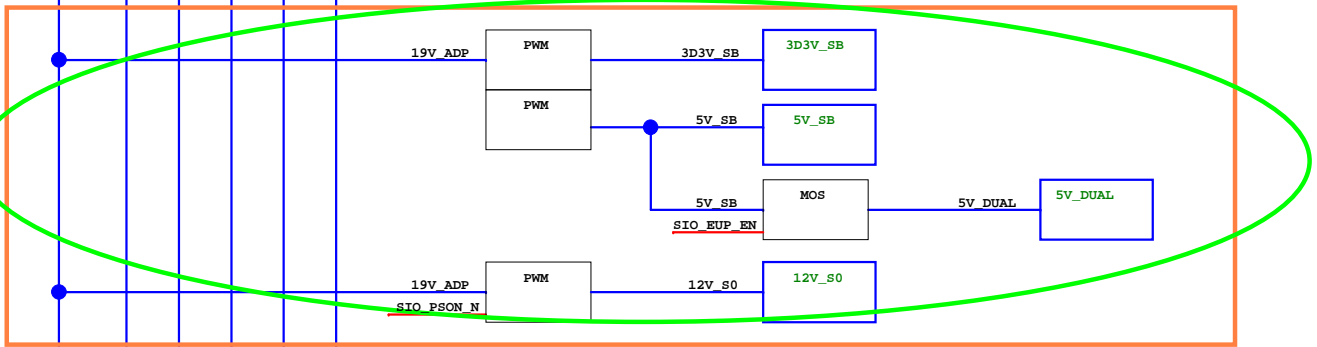 19V_ADP PWM 3D3V_SB 3D3V_SB
PWM 5V_SB 5V_SB
5V_SB MOS 5V_DUAL 5V_DUAL
SIO_EUP_EN
19V_ADP PWM 12V_S0 12V_S0
SIO_PSON_N